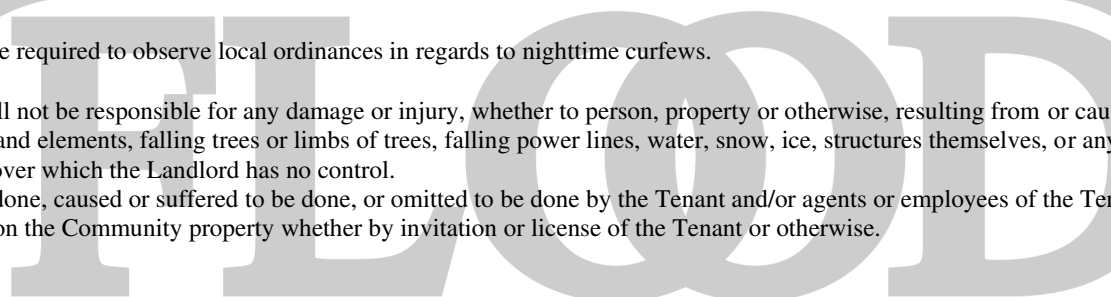 e required to observe local ordinances in regards to nighttime curfews.
ll not be responsible for any damage or injury, whether to person, property or otherwise, resulting from or cau
and elements, falling trees or limbs of trees, falling power lines, water, snow, ice, structures themselves, or any
over which the Landlord has no control.
lone, caused or suffered to be done, or omitted to be done by the Tenant and/or agents or employees of the Te
on the Community property whether by invitation or license of the Tenant or otherwise.
FLOOD